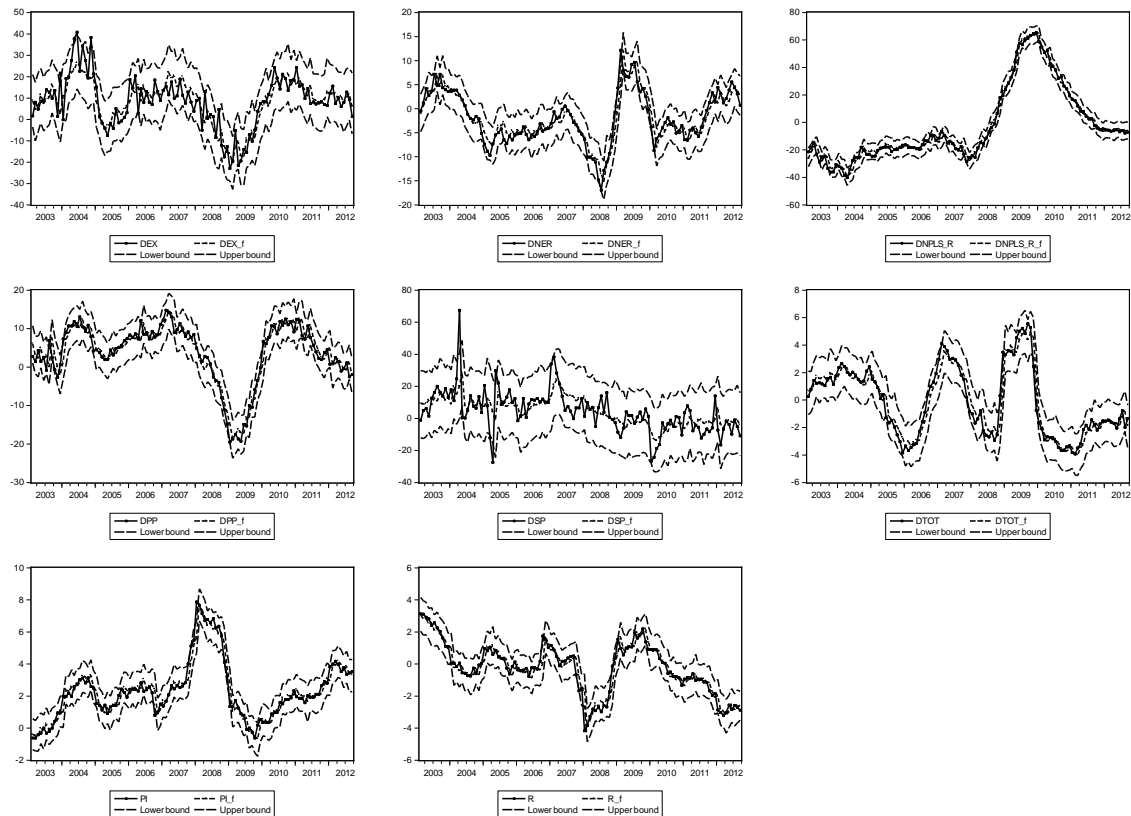 50
40
30
20
10
0
-10
-20
-30
-40
2003 2004 2005 2006 2007 2008 2009 2010 2011 2012
DEX DEX_f
Lower bound Upper bound
20
15
10
5
0
-5
-10
-15
-20
2003 2004 2005 2006 2007 2008 2009 2010 2011 2012
DNER DNER_f
Lower bound Upper bound
80
60
40
20
0
-20
-40
-60
2003 2004 2005 2006 2007 2008 2009 2010 2011 2012
DNPLS_R DNPLS_R_f
Lower bound Upper bound
20
10
0
-10
-20
-30
2003 2004 2005 2006 2007 2008 2009 2010 2011 2012
DPP DPP_f
Lower bound Upper bound
80
60
40
20
0
-20
-40
2003 2004 2005 2006 2007 2008 2009 2010 2011 2012
DSP DSP_f
Lower bound Upper bound
8
6
4
2
0
-2
-4
-6
2003 2004 2005 2006 2007 2008 2009 2010 2011 2012
DTOT DTOT_f
Lower bound Upper bound
10
8
6
4
2
0
-2
2003 2004 2005 2006 2007 2008 2009 2010 2011 2012
PI PI_f
Lower bound Upper bound
6
4
2
0
-2
-4
-6
2003 2004 2005 2006 2007 2008 2009 2010 2011 2012
R R_f
Lower bound Upper bound